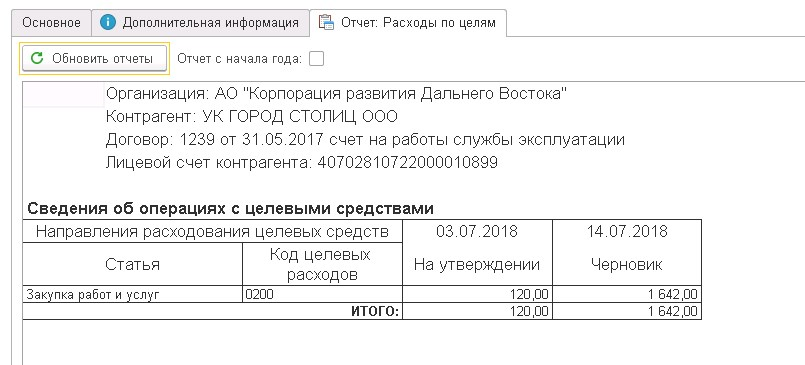 Основное Дополнительная информация Отчет: Расходы по целям
Обновить отчеты Отчет с начала года:
Организация: АО "Корпорация развития Дальнего Востока"
Контрагент: УК ГОРОД СТОЛИЦ ООО
Договор: 1239 от 31.05.2017 счет на работы службы эксплуатации
Лицевой счет контрагента: 40702810722000010899
Сведения об операциях с целевыми средствами
Направления расходования целевых средств 03.07.2018 14.07.2018
Статья Код целевых расходов На утверждении Черновик
Закупка работ и услуг 0200 120,00 1 642,00
ИТОГО: 120,00 1 642,00